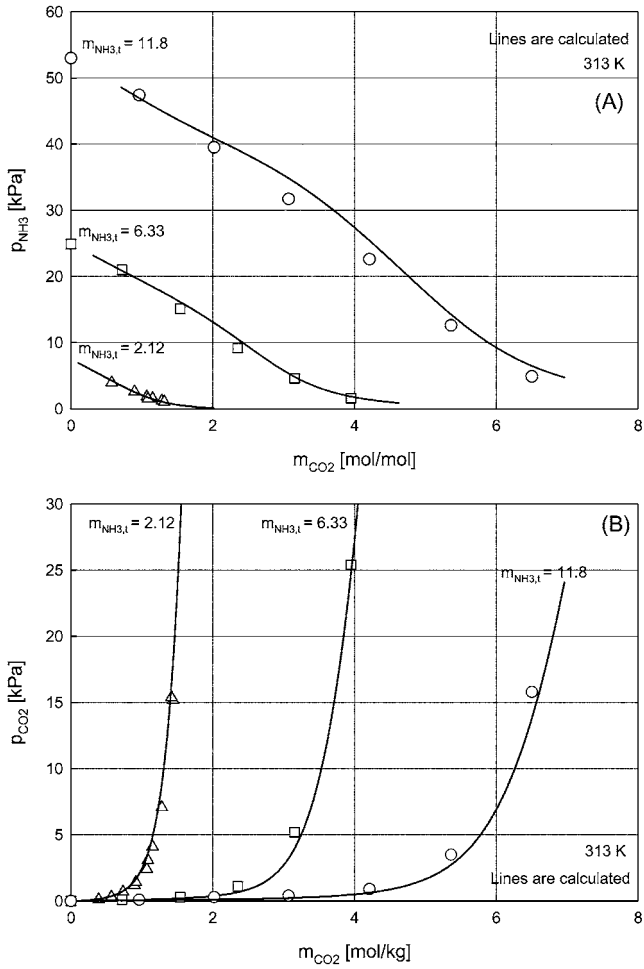 60
m_NH3,t = 11.8
Lines are calculated
313 K
50
(A)
40
p_NH3 [kPa]
30
m_NH3,t = 6.33
20
10
m_NH3,t = 2.12
0
0 2 4 6 8
m_CO2 [mol/mol]
30
m_NH3,t = 2.12
m_NH3,t = 6.33
(B)
25
m_NH3,t = 11.8
20
p_CO2 [kPa]
15
10
5
313 K
Lines are calculated
0
0 2 4 6 8
m_CO2 [mol/kg]